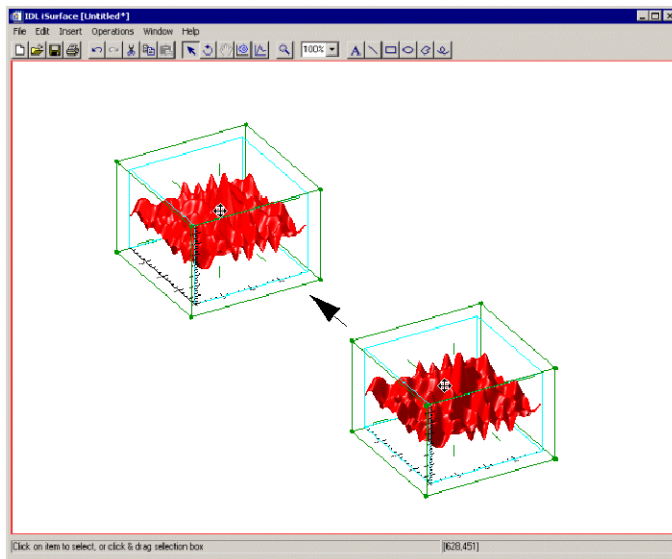 IDL iSurface [Untitled*]
File Edit Insert Operations Window Help
100% A
Click on item to select, or click & drag selection box
[628,451]